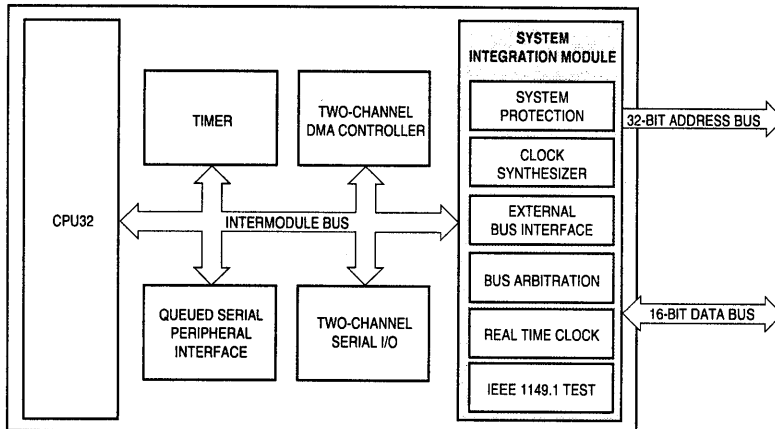 SYSTEM
INTEGRATION MODULE
CPU32
TIMER
TWO-CHANNEL
DMA CONTROLLER
INTERMODULE BUS
QUEUED SERIAL
PERIPHERAL
INTERFACE
TWO-CHANNEL
SERIAL I/O
SYSTEM
PROTECTION
CLOCK
SYNTHESIZER
EXTERNAL
BUS INTERFACE
BUS ARBITRATION
REAL TIME CLOCK
IEEE 1149.1 TEST
32-BIT ADDRESS BUS
16-BIT DATA BUS